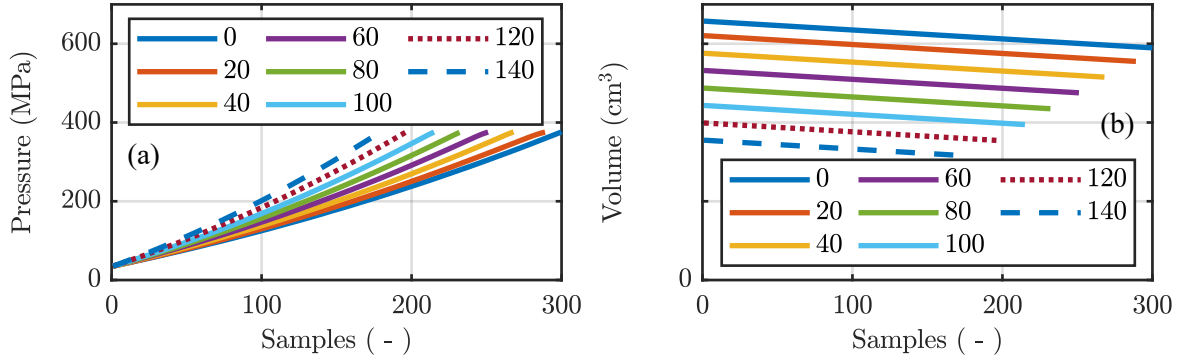 Pressure (MPa)
600
400
200
0
0 60 120
20 80 140
40 100
(a)
0 100 200 300
Samples ( - )
Volume (cm³)
0
(b)
0 60 120
20 80 140
40 100
0 100 200 300
Samples ( - )